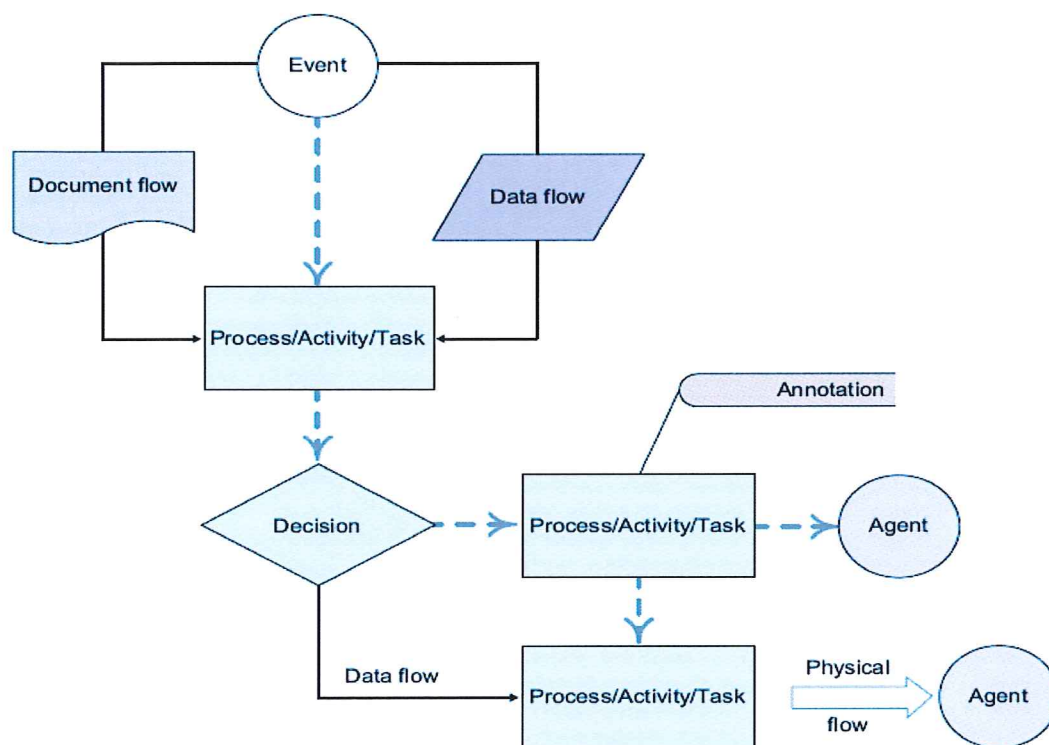 Event
Document flow
Data flow
Process/Activity/Task
Annotation
Decision
Process/Activity/Task
Agent
Data flow
Process/Activity/Task
Physical
flow
Agent